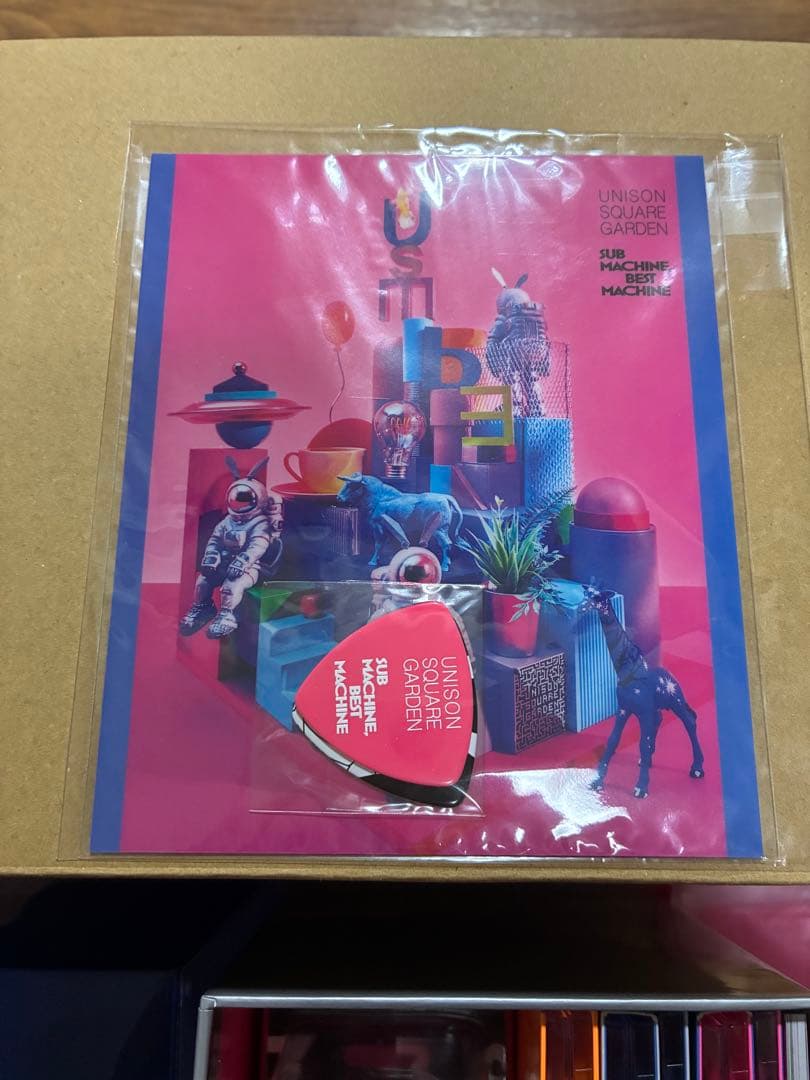 UNISON
SQUARE
GARDEN
SUB
MACHINE,
BEST
MACHINE
U
S
UNISON
SQUARE
GARDEN
SUB
MACHINE,
BEST
MACHINE